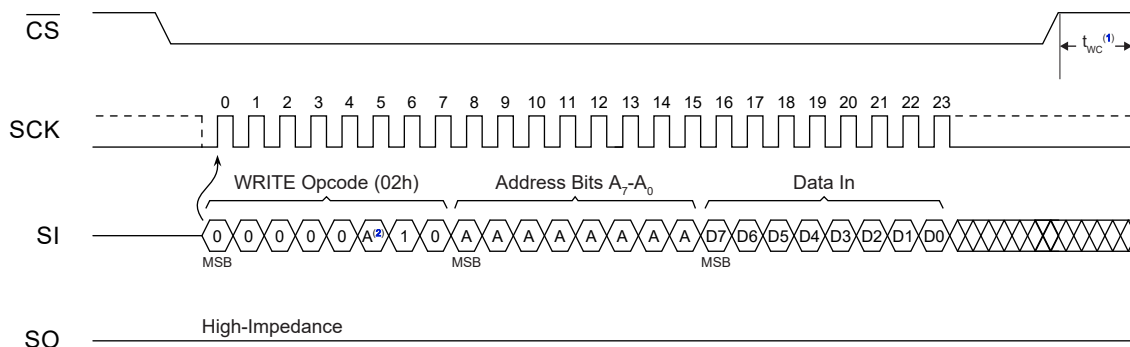 CS
t_WC(1)
0 1 2 3 4 5 6 7 8 9 10 11 12 13 14 15 16 17 18 19 20 21 22 23
SCK
WRITE Opcode (02h) Address Bits A7-A0 Data In
SI 0 0 0 0 0 A(2) 1 0 A A A A A A A A D7 D6 D5 D4 D3 D2 D1 D0
MSB MSB MSB
High-Impedance
SO